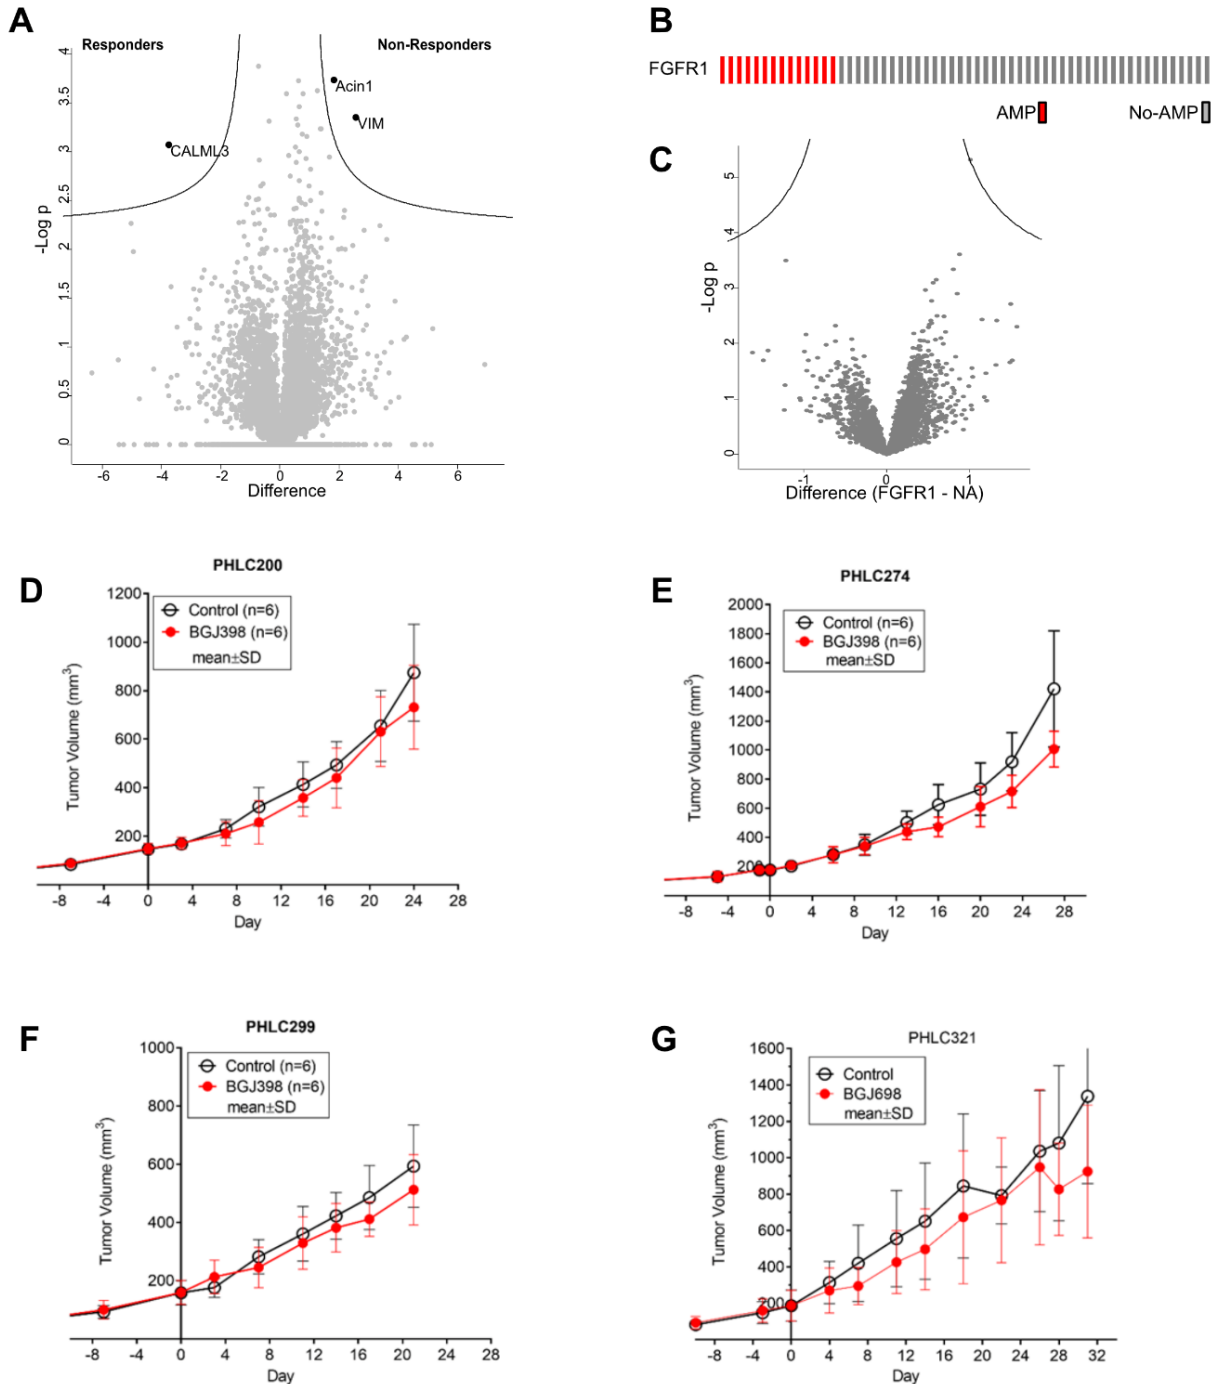 A
Responders
Non-Responders
Acin1
VIM
CALML3
-Log p
4
3.5
3
2.5
2
1.5
1
0.5
0
-6 -4 -2 0 2 4 6
Difference
B
FGFR1
AMP
No-AMP
C
-Log p
5
4
3
2
1
0
-1 0 1
Difference (FGFR1 - NA)
D
PHLC200
Control (n=6)
BGJ398 (n=6)
mean±SD
Tumor Volume (mm³)
1200
1000
800
600
400
200
-8 -4 0 4 8 12 16 20 24 28
Day
E
PHLC274
Control (n=6)
BGJ398 (n=6)
mean±SD
Tumor Volume (mm³)
2000
1800
1600
1400
1200
1000
800
600
400
200
-8 -4 0 4 8 12 16 20 24 28
Day
F
PHLC299
Control (n=6)
BGJ398 (n=6)
mean±SD
Tumor Volume (mm³)
1000
800
600
400
200
-8 -4 0 4 8 12 16 20 24 28
Day
G
PHLC321
Control
BGJ698
mean±SD
Tumor Volume (mm³)
1600
1400
1200
1000
800
600
400
200
-8 -4 0 4 8 12 16 20 24 28 32
Day